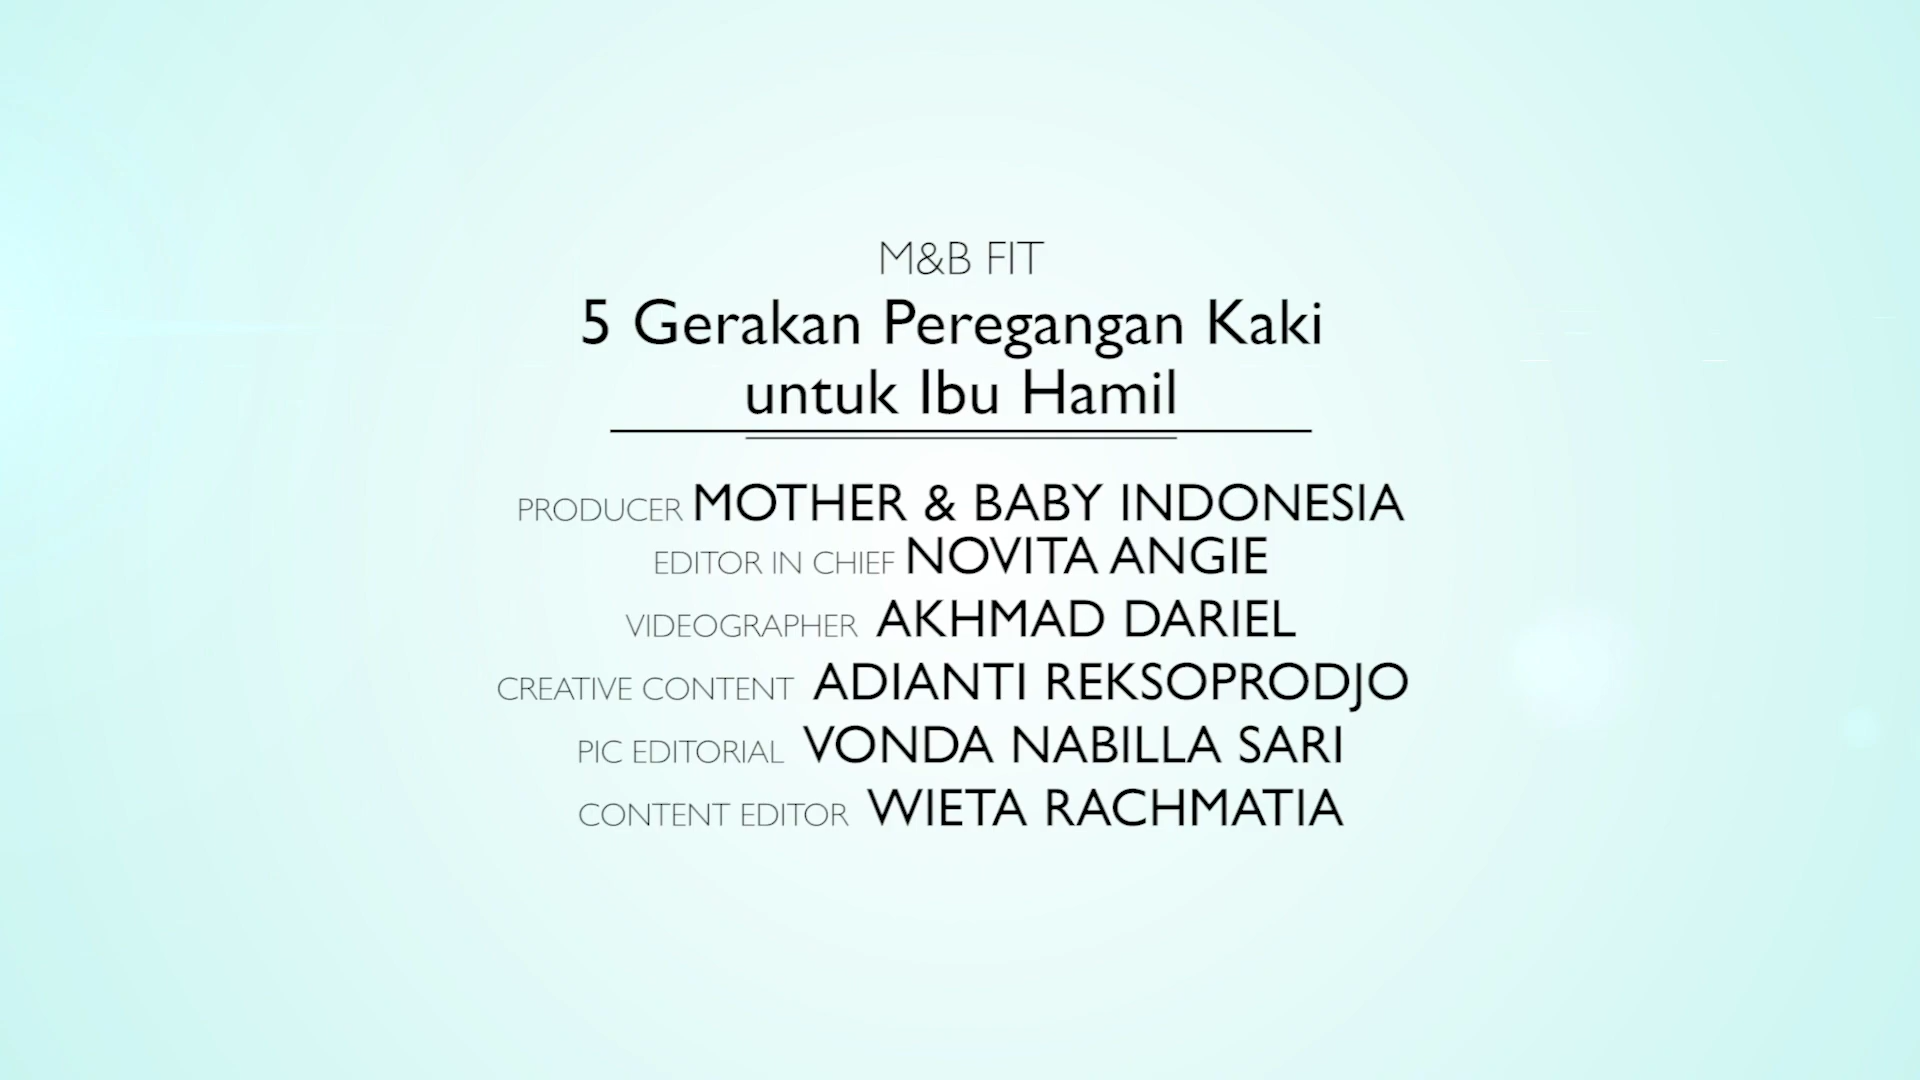 M&B FIT
5 Gerakan Peregangan Kaki
untuk Ibu Hamil
PRODUCER MOTHER & BABY INDONESIA
EDITOR IN CHIEF NOVITA ANGIE
VIDEOGRAPHER AKHMAD DARIEL
CREATIVE CONTENT ADIANTI REKSOPRODJO
PIC EDITORIAL VONDA NABILLA SARI
CONTENT EDITOR WIETA RACHMATIA